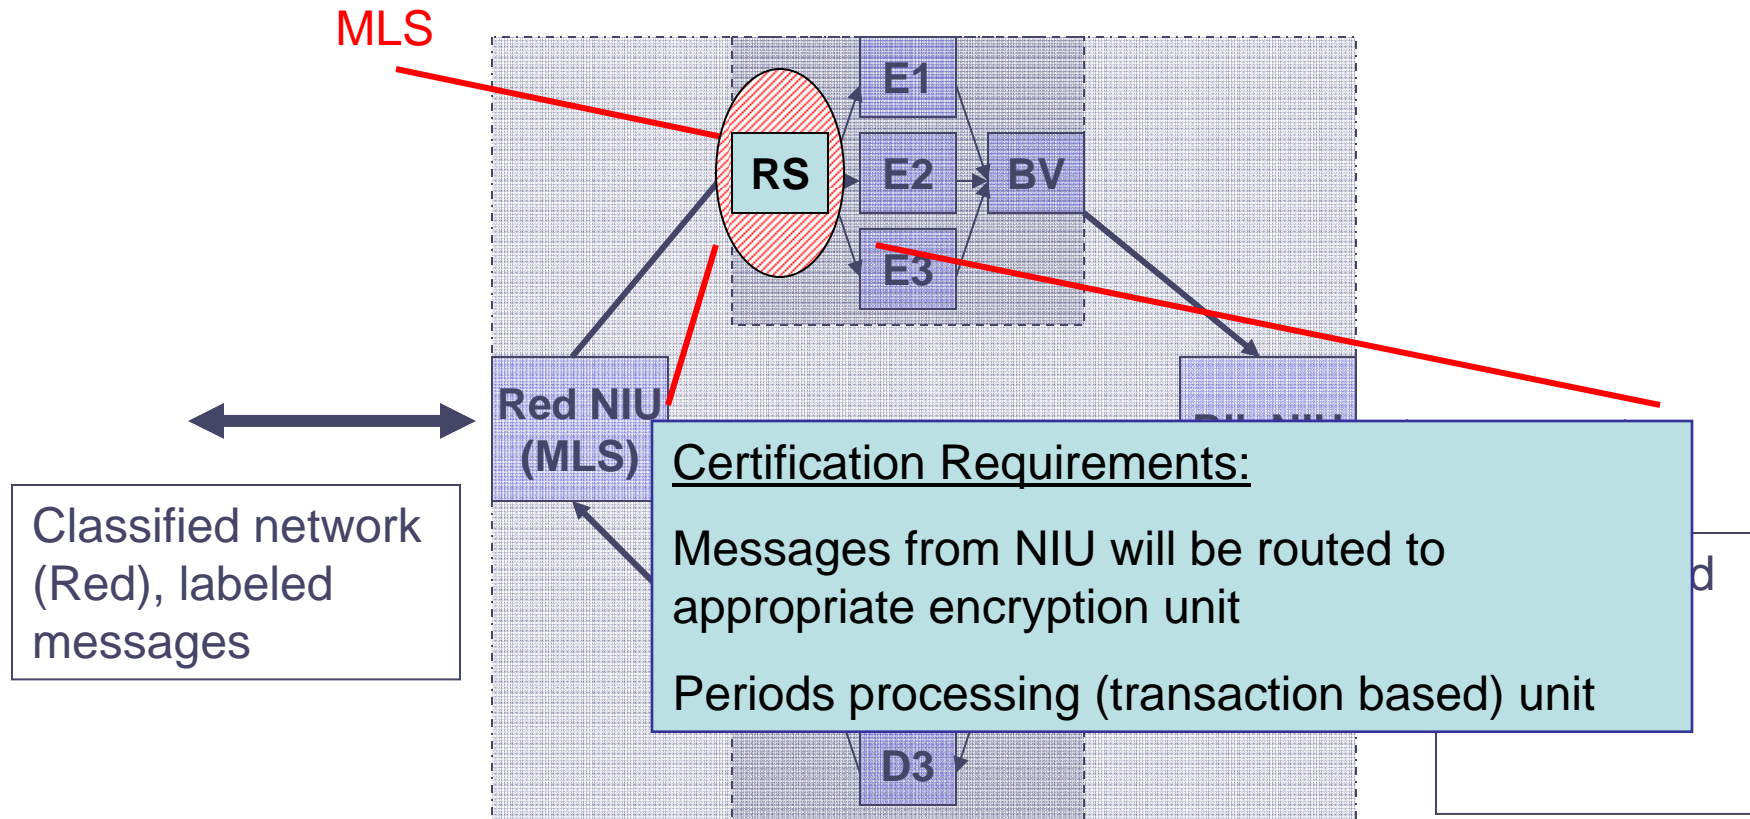 MLS
E1
RS
E2
BV
E3
Red NIU
(MLS)
NIU
Certification Requirements:
Messages from NIU will be routed to
appropriate encryption unit
Periods processing (transaction based) unit
Classified network
(Red), labeled
messages
D3